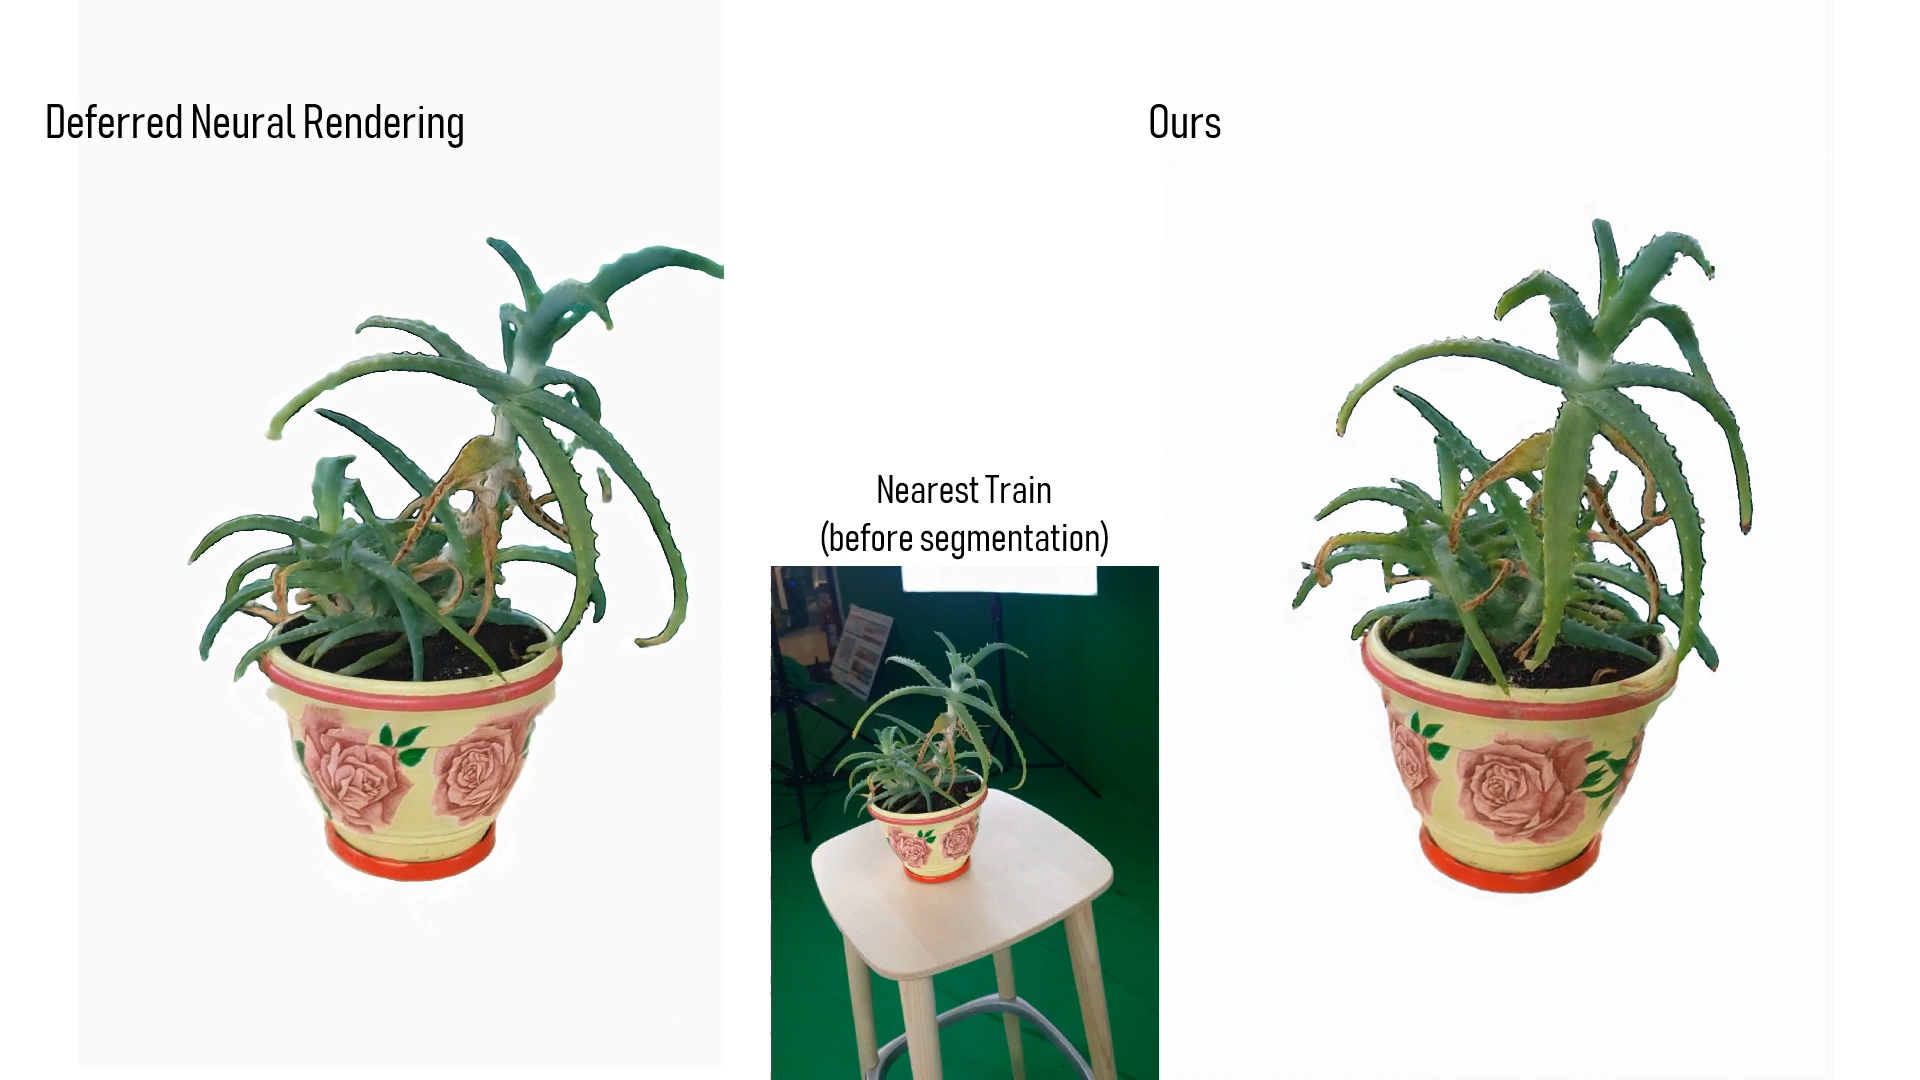 Deferred Neural Rendering
Ours
Nearest Train
(before segmentation)